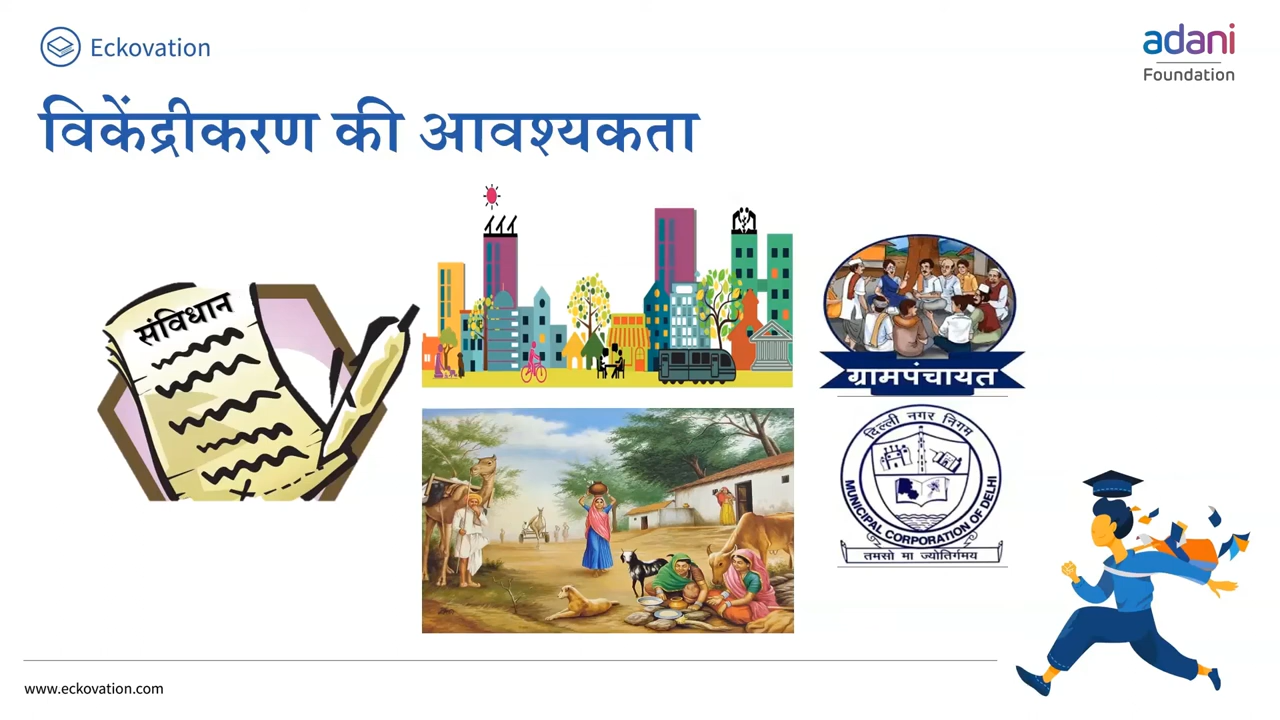 Eckovation
adani
Foundation
विकेंद्रीकरण की आवश्यकता
संविधान
ग्रामपंचायत
दिल्ली नगर निगम
MUNICIPAL CORPORATION OF DELHI
तमसो मा ज्योतिर्गमय
www.eckovation.com